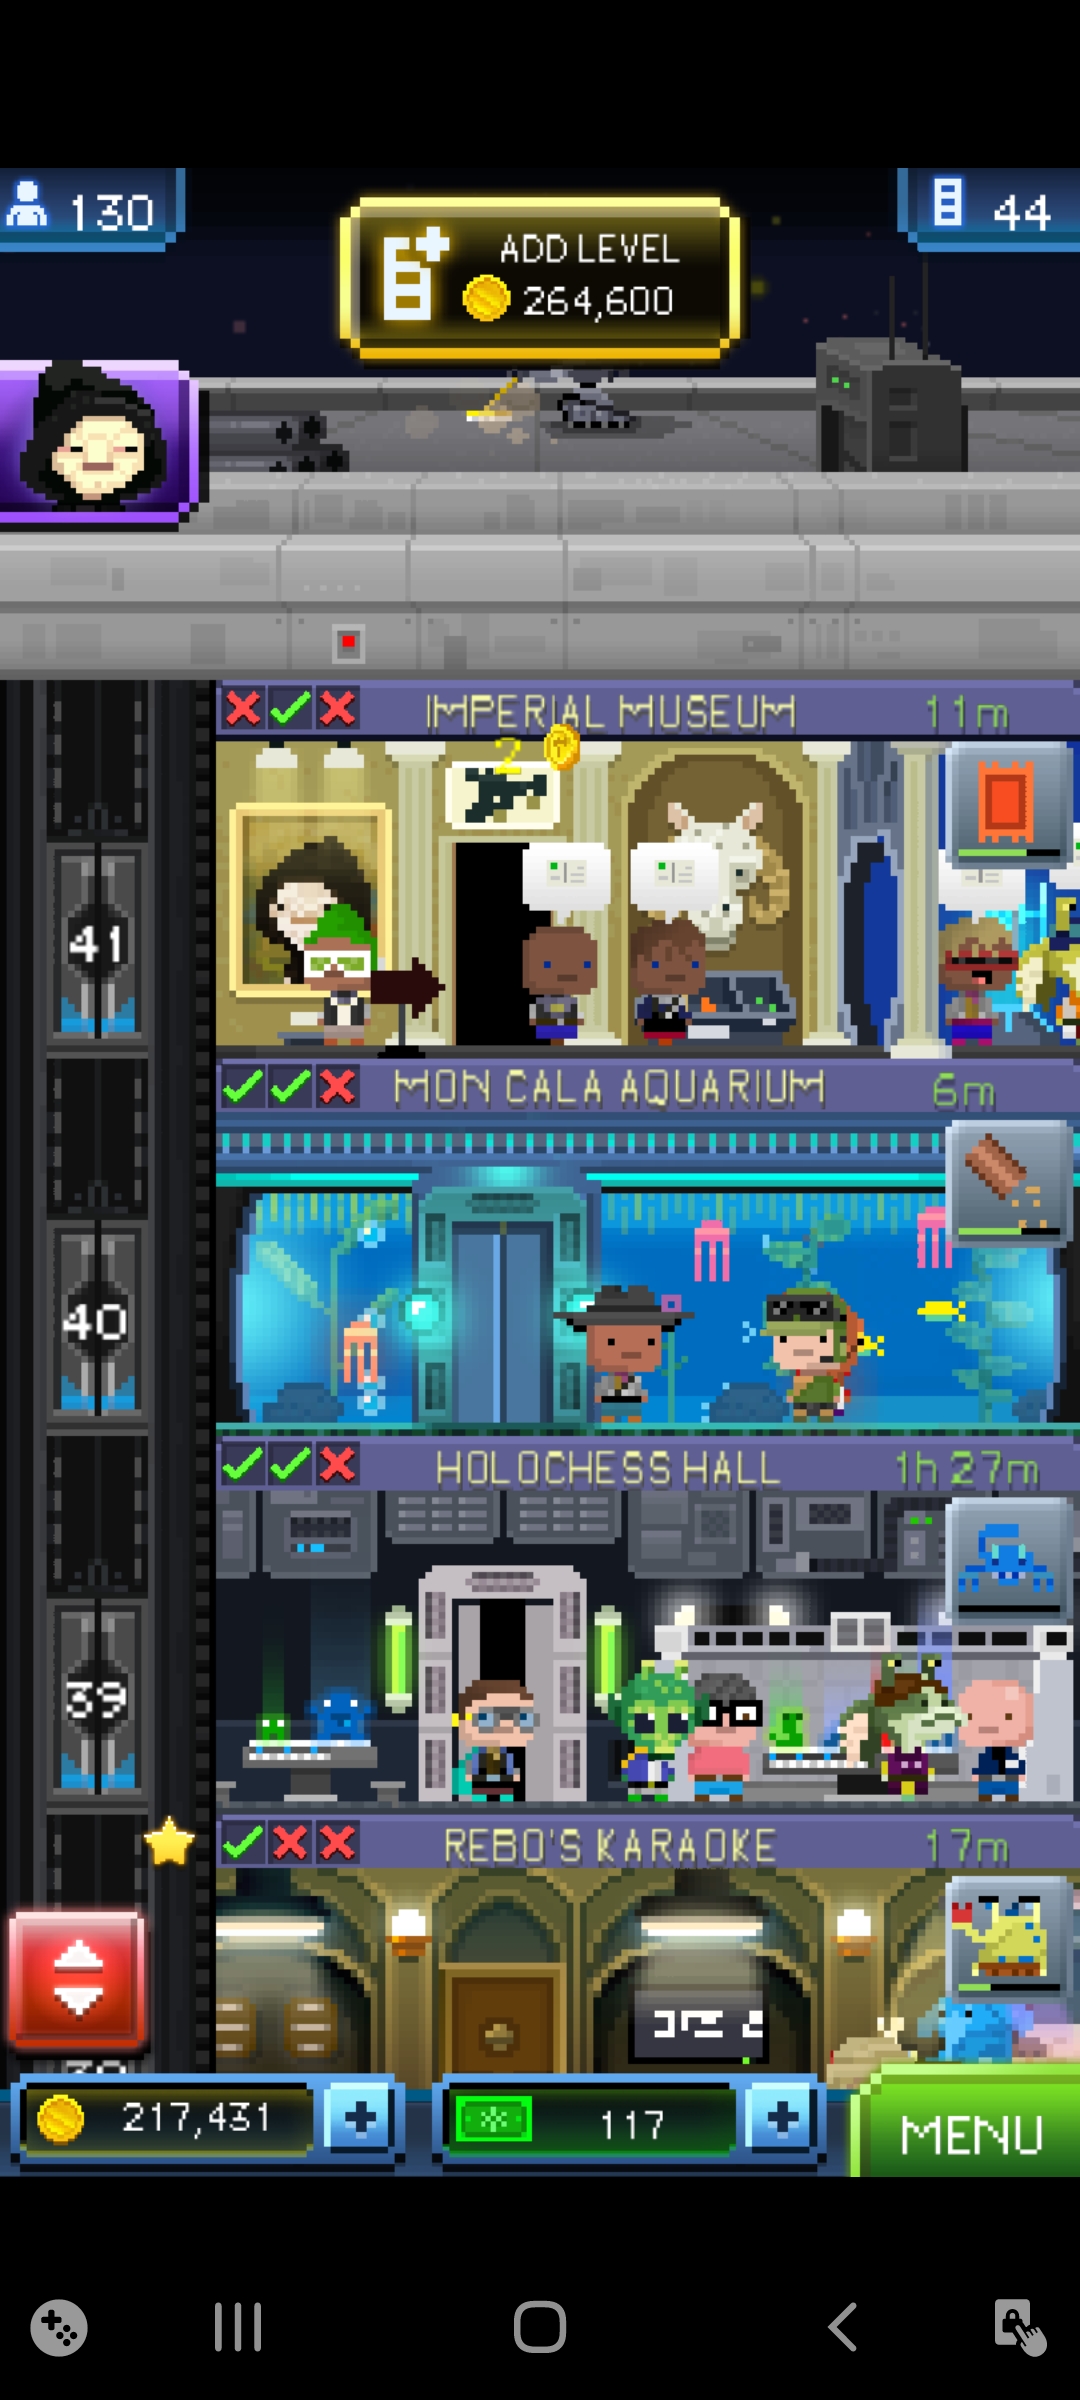 130
ADD LEVEL
264,600
44
IMPERIAL MUSEUM 11m
2
41
MON CALA AQUARIUM 6m
40
HOLOCHESS HALL 1h 27m
39
REBO'S KARAOKE 17m
217,431
117
MENU